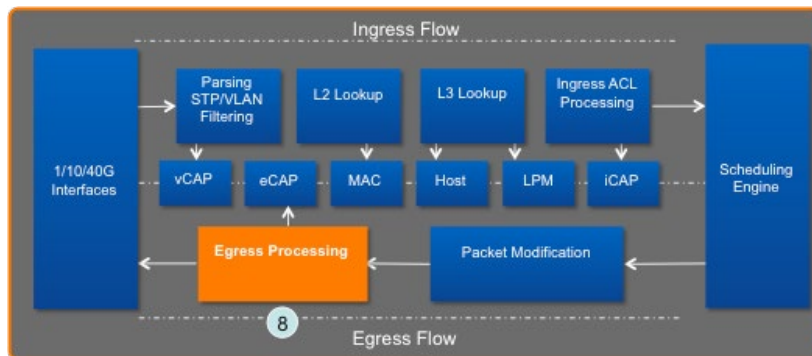 Ingress Flow
1/10/40G
Interfaces
Parsing
STP/VLAN
Filtering
L2 Lookup
L3 Lookup
Ingress ACL
Processing
Scheduling
Engine
vCAP
eCAP
MAC
Host
LPM
iCAP
Egress Processing
Packet Modification
8
Egress Flow